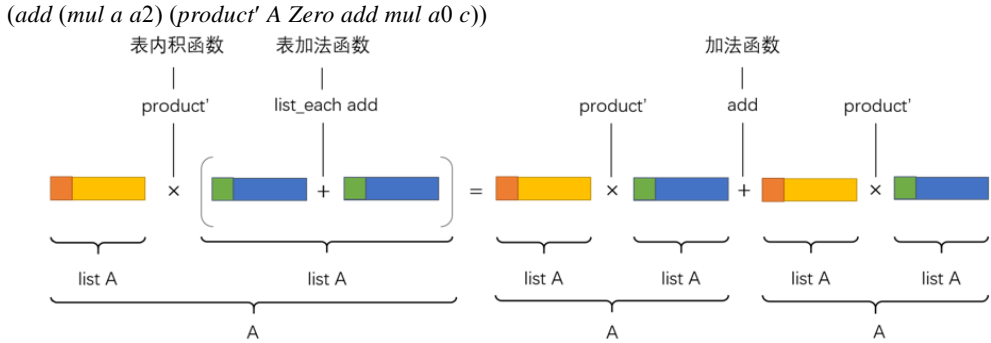 (add (mul a a2) (product′ A Zero add mul a0 c))
表内积函数 表加法函数 加法函数
product' list_each add product' add product'
× + = × + ×
list A list A list A list A list A list A
A A A